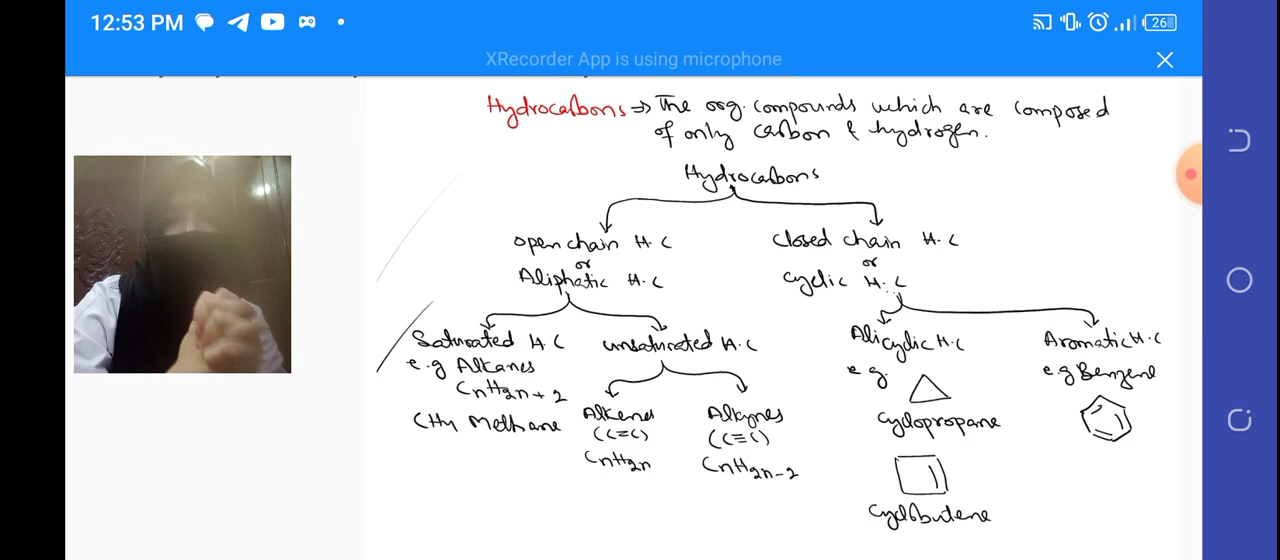 12:53 PM
26
XRecorder App is using microphone
Hydrocarbons ⇒ The org. compounds which are composed
of only carbon & hydrogen.
Hydrocarbons
open chain H.C
or
Aliphatic H.C
closed chain H.C
or
cyclic H.C
Saturated H.C
e.g Alkanes
CnH2n+2
CH4 Methane
unsaturated H.C
Alkenes
(C=C)
CnH2n
Alkynes
(C≡C)
CnH2n-2
Alicyclic H.C
e.g.
cyclopropane
cyclobutene
Aromatic H.C
e.g Benzene